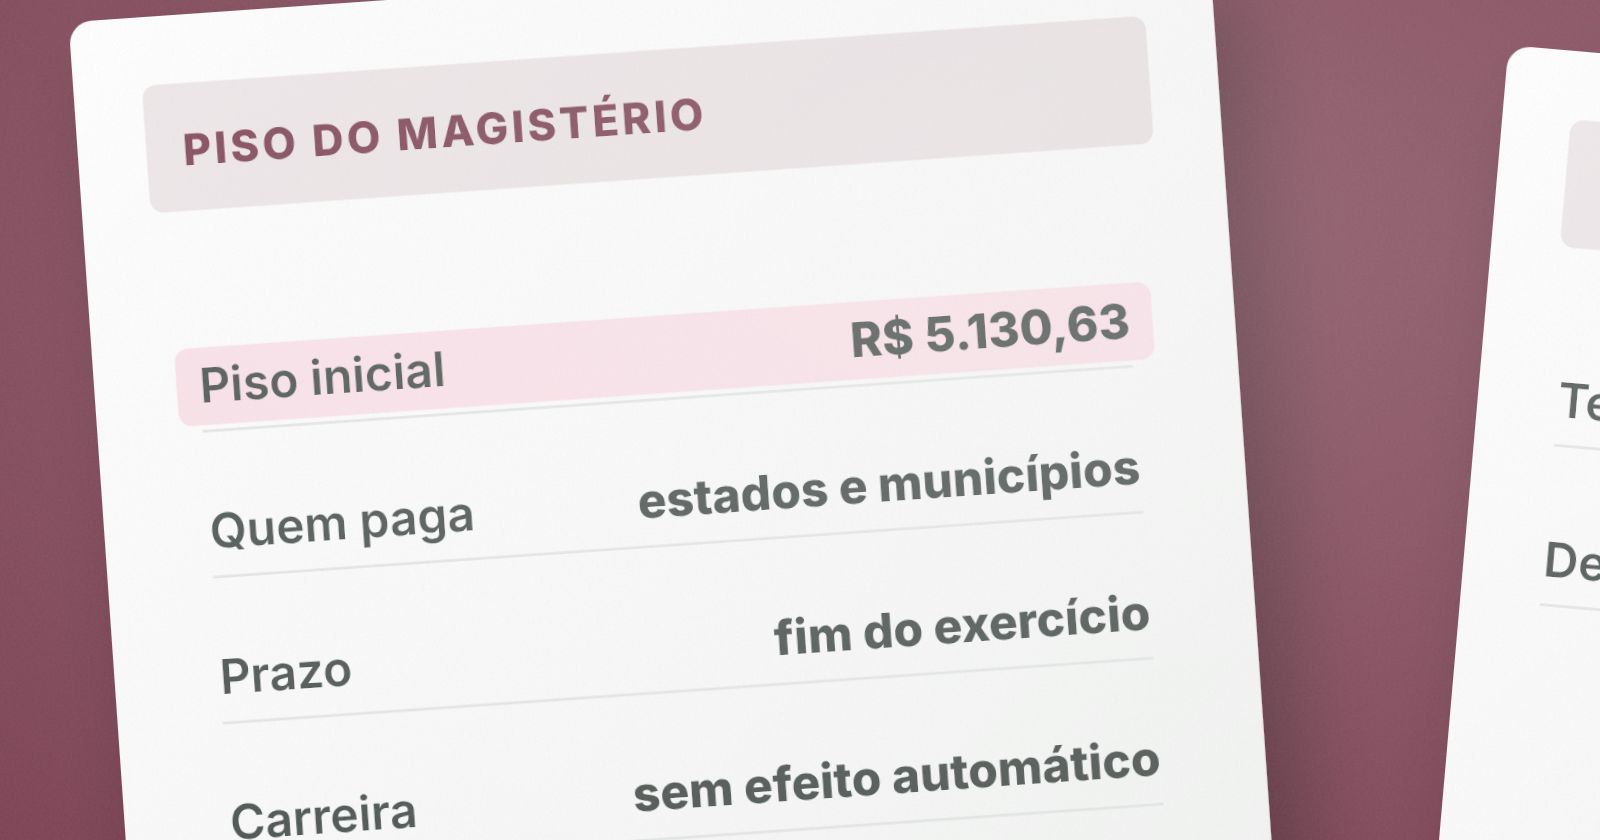 PISO DO MAGISTÉRIO
Piso inicial R$ 5.130,63
Quem paga estados e municípios
Prazo fim do exercício
Carreira sem efeito automático